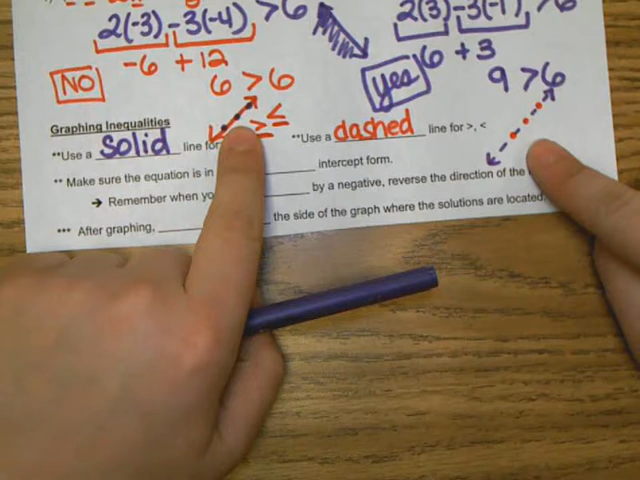 2(-3) -3(-4) >6 2(3) -3(-1) >6
-6 + 12 6 + 3
NO 6 > 6 yes 9 > 6
Graphing Inequalities
**Use a solid line for ≥ ≤ **Use a dashed line for >, <
** Make sure the equation is in intercept form.
➔ Remember when you by a negative, reverse the direction of the
*** After graphing, the side of the graph where the solutions are located.